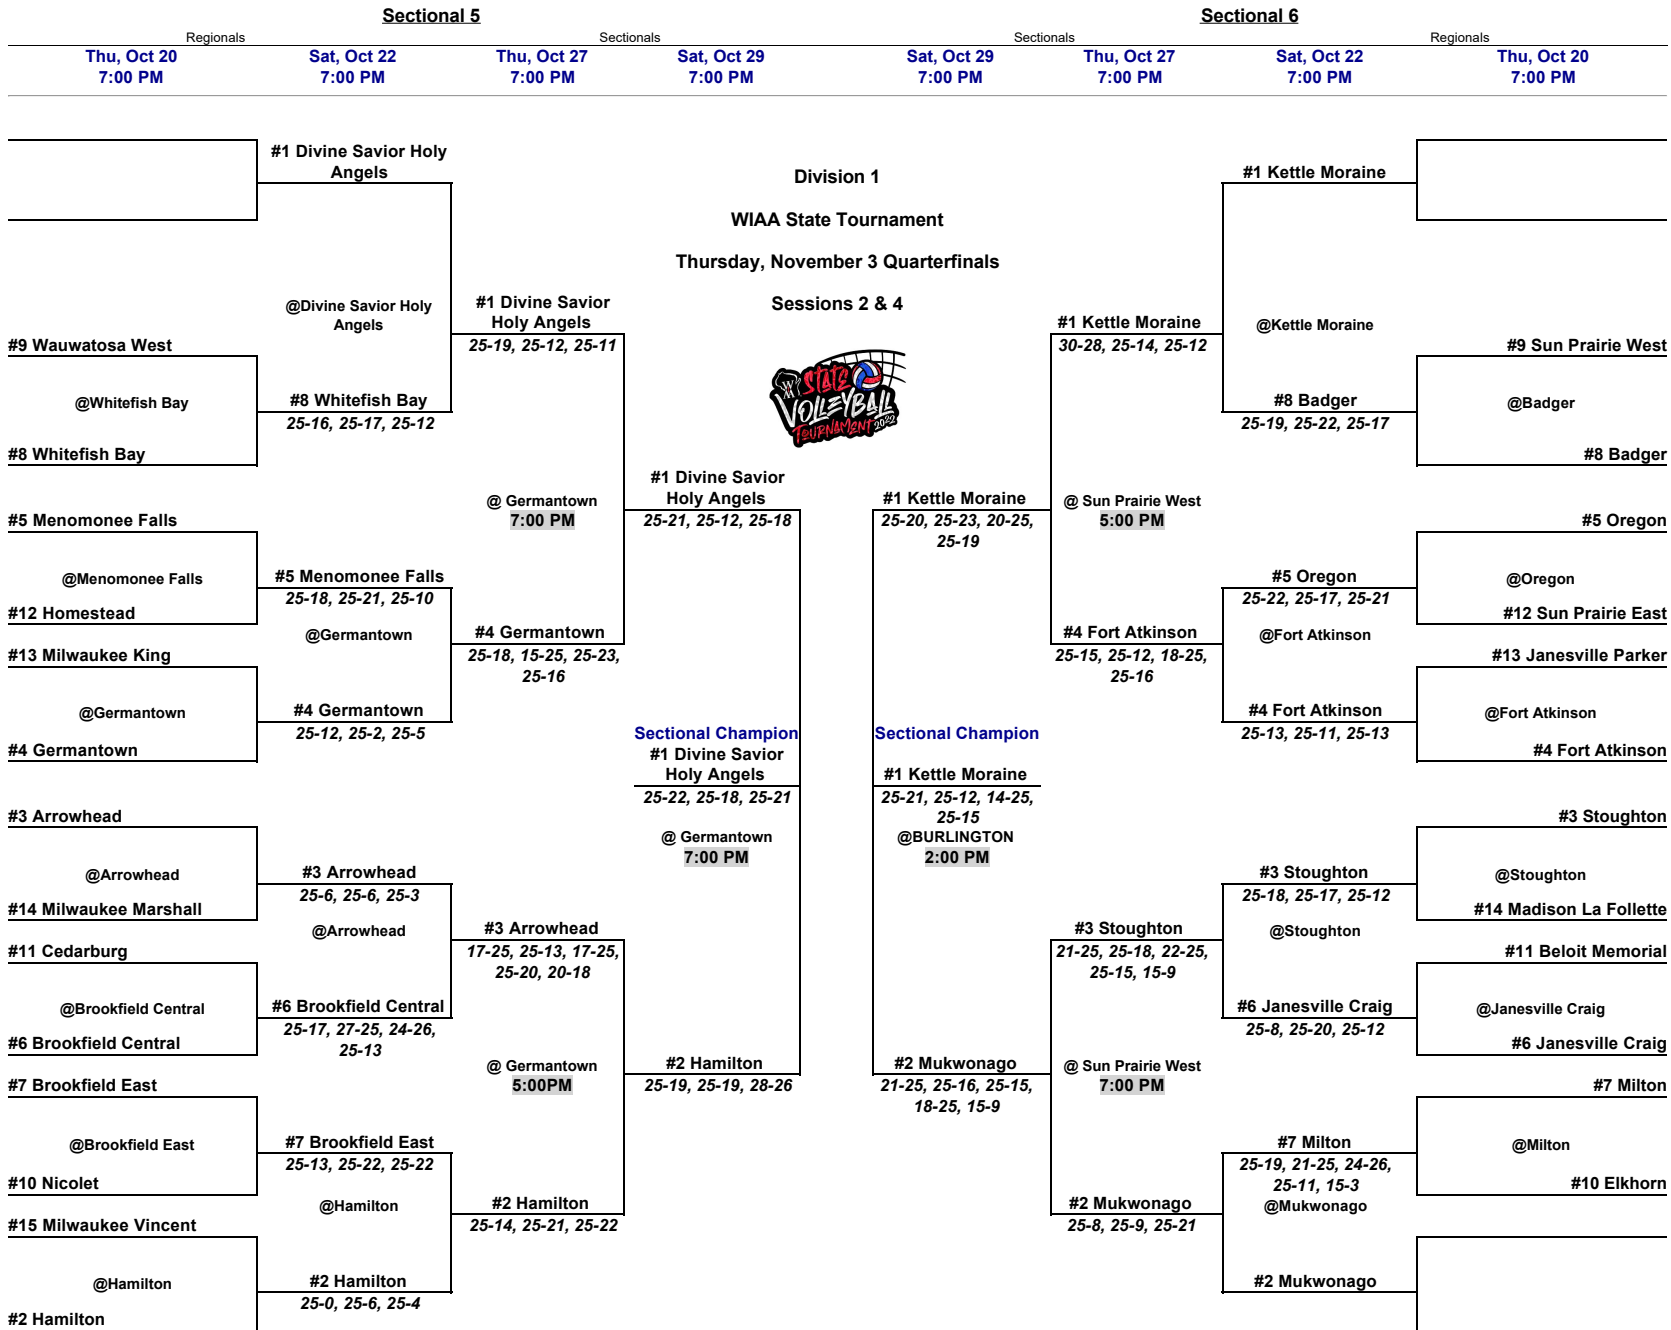 Sectional 5
Sectional 6
Regionals
Sectionals
Sectionals
Regionals
Thu, Oct 20
7:00 PM
Sat, Oct 22
7:00 PM
Thu, Oct 27
7:00 PM
Sat, Oct 29
7:00 PM
Sat, Oct 29
7:00 PM
Thu, Oct 27
7:00 PM
Sat, Oct 22
7:00 PM
Thu, Oct 20
7:00 PM
#9 Wauwatosa West
@Whitefish Bay
#8 Whitefish Bay
#5 Menomonee Falls
@Menomonee Falls
#12 Homestead
#13 Milwaukee King
@Germantown
#4 Germantown
#3 Arrowhead
@Arrowhead
#14 Milwaukee Marshall
#11 Cedarburg
@Brookfield Central
#6 Brookfield Central
#7 Brookfield East
@Brookfield East
#10 Nicolet
#15 Milwaukee Vincent
@Hamilton
#2 Hamilton
#1 Divine Savior Holy
Angels
@Divine Savior Holy
Angels
#8 Whitefish Bay
25-16, 25-17, 25-12
#5 Menomonee Falls
25-18, 25-21, 25-10
@Germantown
#4 Germantown
25-12, 25-2, 25-5
#3 Arrowhead
25-6, 25-6, 25-3
@Arrowhead
#6 Brookfield Central
25-17, 27-25, 24-26,
25-13
#7 Brookfield East
25-13, 25-22, 25-22
@Hamilton
#2 Hamilton
25-0, 25-6, 25-4
#1 Divine Savior
Holy Angels
25-19, 25-12, 25-11
@ Germantown
7:00 PM
#4 Germantown
25-18, 15-25, 25-23,
25-16
#3 Arrowhead
17-25, 25-13, 17-25,
25-20, 20-18
@ Germantown
5:00PM
#2 Hamilton
25-14, 25-21, 25-22
#1 Divine Savior
Holy Angels
25-21, 25-12, 25-18
Sectional Champion
#1 Divine Savior
Holy Angels
25-22, 25-18, 25-21
@ Germantown
7:00 PM
#2 Hamilton
25-19, 25-19, 28-26
Division 1
WIAA State Tournament
Thursday, November 3 Quarterfinals
Sessions 2 & 4
W STATE
VOLLEYBALL
TOURNAMENT 2022
#1 Kettle Moraine
25-20, 25-23, 20-25,
25-19
Sectional Champion
#1 Kettle Moraine
25-21, 25-12, 14-25,
25-15
@BURLINGTON
2:00 PM
#2 Mukwonago
21-25, 25-16, 25-15,
18-25, 15-9
#1 Kettle Moraine
30-28, 25-14, 25-12
@ Sun Prairie West
5:00 PM
#4 Fort Atkinson
25-15, 25-12, 18-25,
25-16
#3 Stoughton
21-25, 25-18, 22-25,
25-15, 15-9
@ Sun Prairie West
7:00 PM
#2 Mukwonago
25-8, 25-9, 25-21
#1 Kettle Moraine
@Kettle Moraine
#8 Badger
25-19, 25-22, 25-17
#5 Oregon
25-22, 25-17, 25-21
@Fort Atkinson
#4 Fort Atkinson
25-13, 25-11, 25-13
#3 Stoughton
25-18, 25-17, 25-12
@Stoughton
#6 Janesville Craig
25-8, 25-20, 25-12
#7 Milton
25-19, 21-25, 24-26,
25-11, 15-3
@Mukwonago
#2 Mukwonago
#9 Sun Prairie West
@Badger
#8 Badger
#5 Oregon
@Oregon
#12 Sun Prairie East
#13 Janesville Parker
@Fort Atkinson
#4 Fort Atkinson
#3 Stoughton
@Stoughton
#14 Madison La Follette
#11 Beloit Memorial
@Janesville Craig
#6 Janesville Craig
#7 Milton
@Milton
#10 Elkhorn